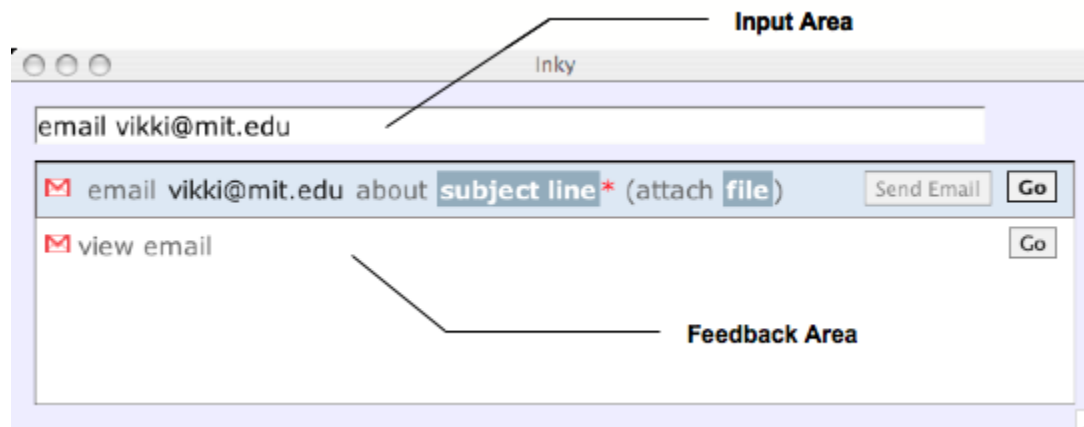 Input Area
Inky
email vikki@mit.edu
email vikki@mit.edu about subject line* (attach file) Send Email Go
view email Go
Feedback Area